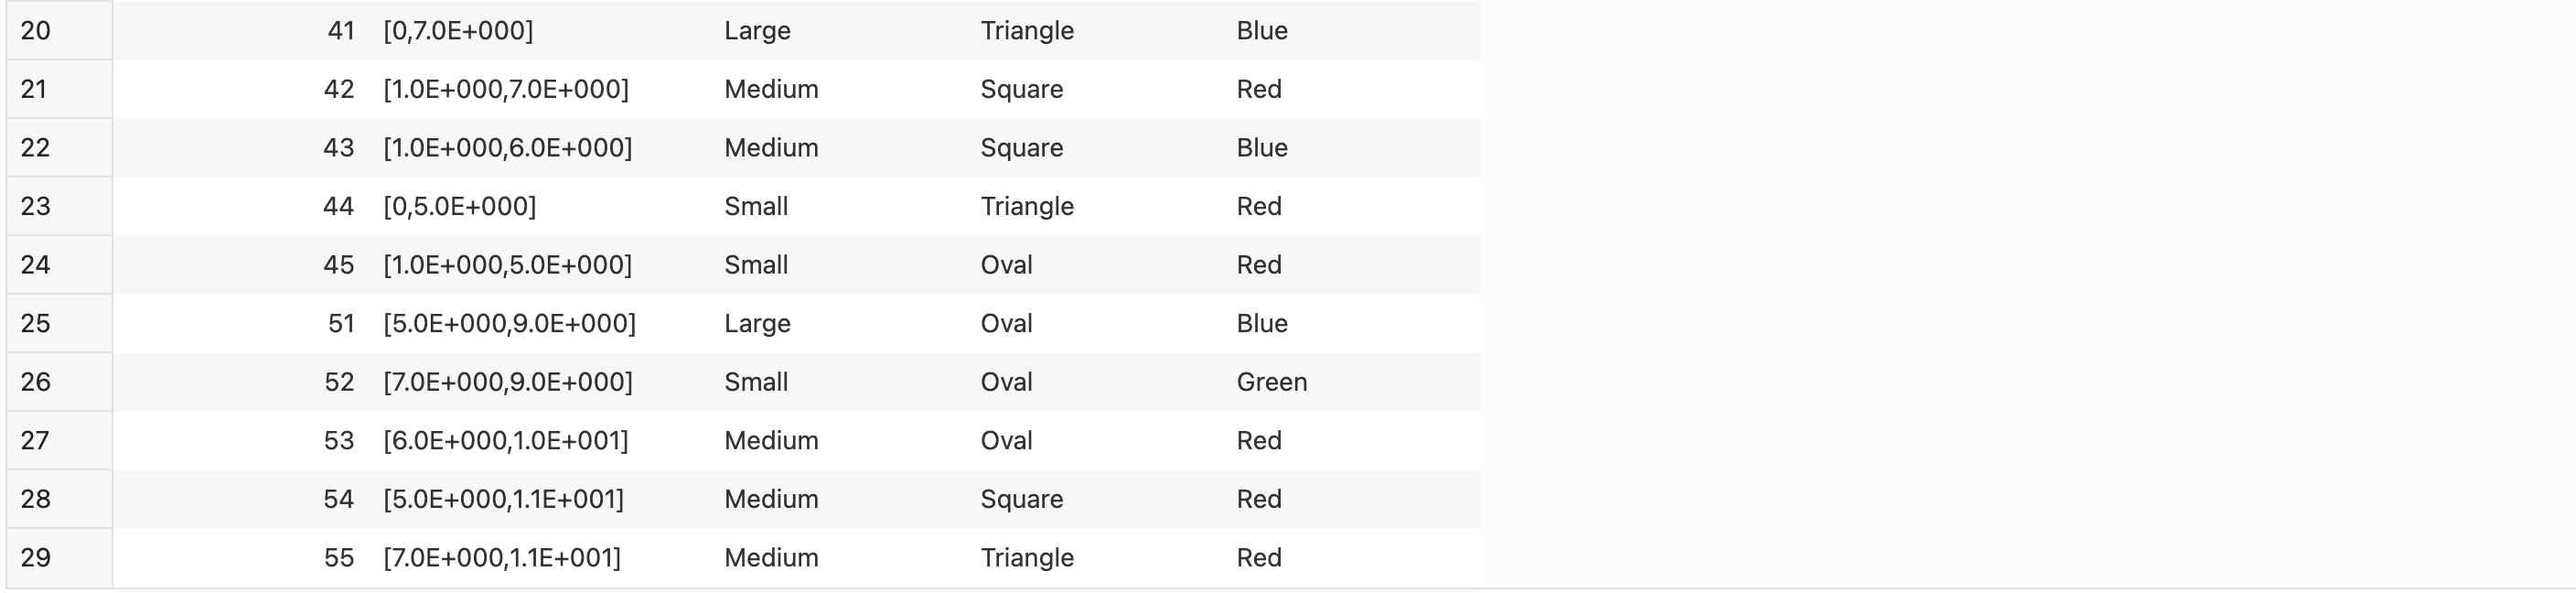 20 41 [0,7.0E+000] Large Triangle Blue
21 42 [1.0E+000,7.0E+000] Medium Square Red
22 43 [1.0E+000,6.0E+000] Medium Square Blue
23 44 [0,5.0E+000] Small Triangle Red
24 45 [1.0E+000,5.0E+000] Small Oval Red
25 51 [5.0E+000,9.0E+000] Large Oval Blue
26 52 [7.0E+000,9.0E+000] Small Oval Green
27 53 [6.0E+000,1.0E+001] Medium Oval Red
28 54 [5.0E+000,1.1E+001] Medium Square Red
29 55 [7.0E+000,1.1E+001] Medium Triangle Red